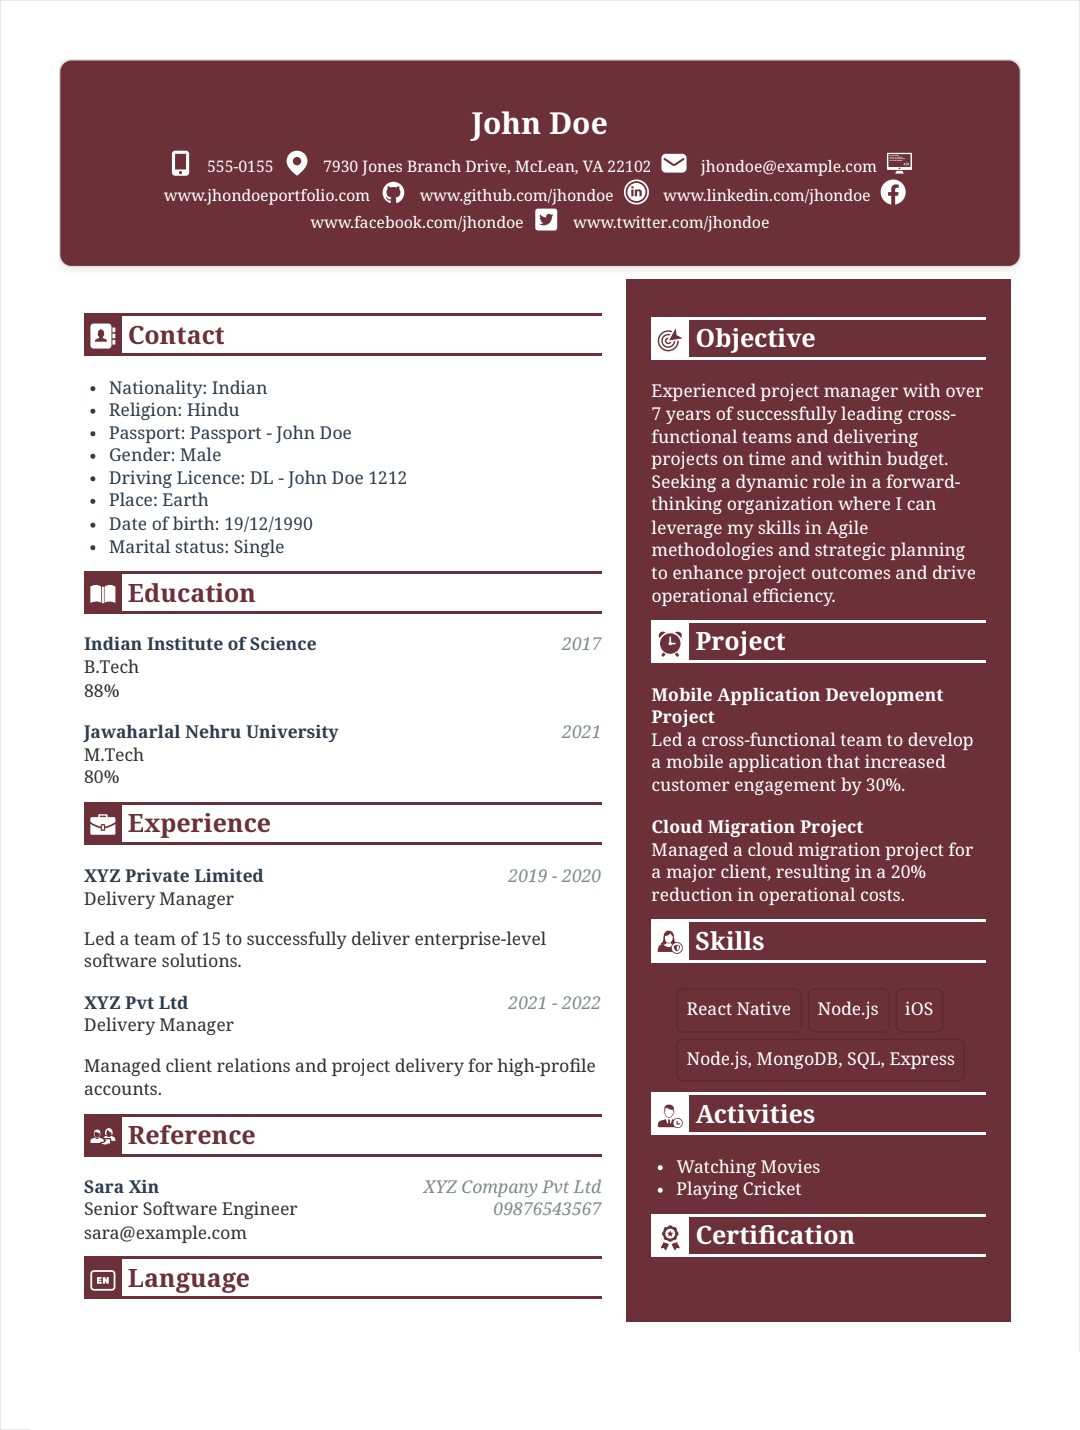 John Doe
555-0155 7930 Jones Branch Drive, McLean, VA 22102 jhondoe@example.com
www.jhondoeportfolio.com www.github.com/jhondoe www.linkedin.com/jhondoe
www.facebook.com/jhondoe www.twitter.com/jhondoe
Contact
• Nationality: Indian
• Religion: Hindu
• Passport: Passport - John Doe
• Gender: Male
• Driving Licence: DL - John Doe 1212
• Place: Earth
• Date of birth: 19/12/1990
• Marital status: Single
Education
Indian Institute of Science 2017
B.Tech
88%
Jawaharlal Nehru University 2021
M.Tech
80%
Experience
XYZ Private Limited 2019 - 2020
Delivery Manager
Led a team of 15 to successfully deliver enterprise-level
software solutions.
XYZ Pvt Ltd 2021 - 2022
Delivery Manager
Managed client relations and project delivery for high-profile
accounts.
Reference
Sara Xin XYZ Company Pvt Ltd
Senior Software Engineer 09876543567
sara@example.com
EN Language
Objective
Experienced project manager with over
7 years of successfully leading cross-
functional teams and delivering
projects on time and within budget.
Seeking a dynamic role in a forward-
thinking organization where I can
leverage my skills in Agile
methodologies and strategic planning
to enhance project outcomes and drive
operational efficiency.
Project
Mobile Application Development
Project
Led a cross-functional team to develop
a mobile application that increased
customer engagement by 30%.
Cloud Migration Project
Managed a cloud migration project for
a major client, resulting in a 20%
reduction in operational costs.
Skills
React Native Node.js iOS
Node.js, MongoDB, SQL, Express
Activities
• Watching Movies
• Playing Cricket
Certification